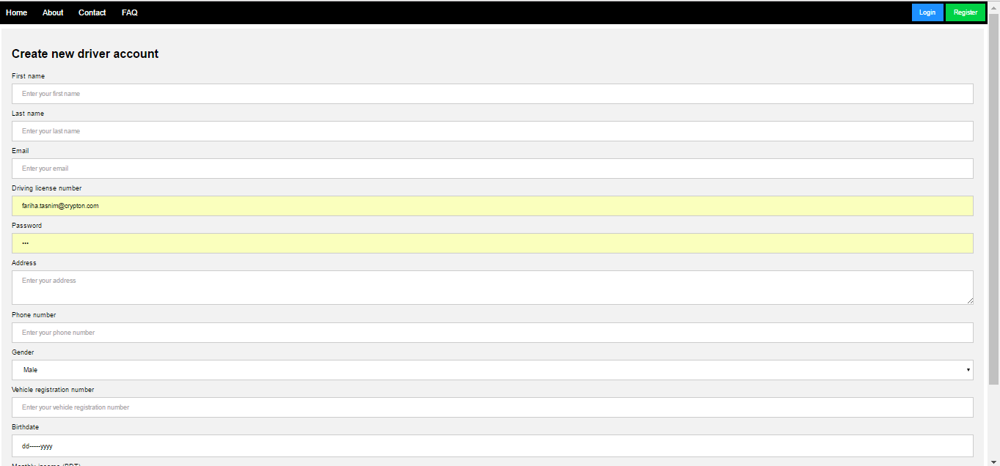 Home About Contact FAQ Login Register
Create new driver account
First name
Enter your first name
Last name
Enter your last name
Email
Enter your email
Driving license number
fariha.tasnim@crypton.com
Password
•••
Address
Enter your address
Phone number
Enter your phone number
Gender
Male
Vehicle registration number
Enter your vehicle registration number
Birthdate
dd-----yyyy
Monthly income (BDT)